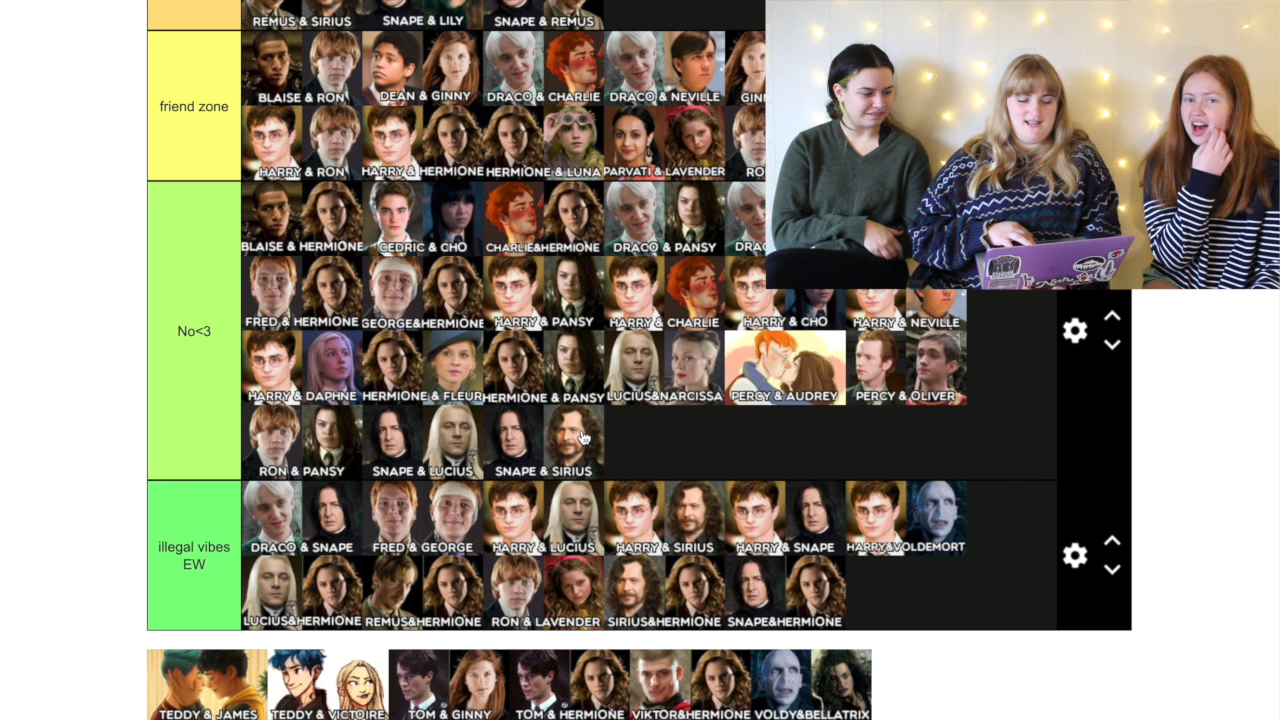 REMUS & SIRIUS SNAPE & LILY SNAPE & REMUS
friend zone
BLAISE & RON DEAN & GINNY DRACO & CHARLIE DRACO & NEVILLE
HARRY & RON HARRY & HERMIONE HERMIONE & LUNA PARVATI & LAVENDER
No<3
BLAISE & HERMIONE CEDRIC & CHO CHARLIE&HERMIONE DRACO & PANSY
FRED & HERMIONE GEORGE&HERMIONE HARRY & PANSY HARRY & CHARLIE HARRY & CHO HARRY & NEVILLE
HARRY & DAPHNE HERMIONE & FLEUR HERMIONE & PANSY LUCIUS&NARCISSA PERCY & AUDREY PERCY & OLIVER
RON & PANSY SNAPE & LUCIUS SNAPE & SIRIUS
illegal vibes
EW
DRACO & SNAPE FRED & GEORGE HARRY & LUCIUS HARRY & SIRIUS HARRY & SNAPE HARRY&VOLDEMORT
LUCIUS&HERMIONE REMUS&HERMIONE RON & LAVENDER SIRIUS&HERMIONE SNAPE&HERMIONE
TEDDY & JAMES TEDDY & VICTOIRE TOM & GINNY TOM & HERMIONE VIKTOR&HERMIONE VOLDY&BELLATRIX